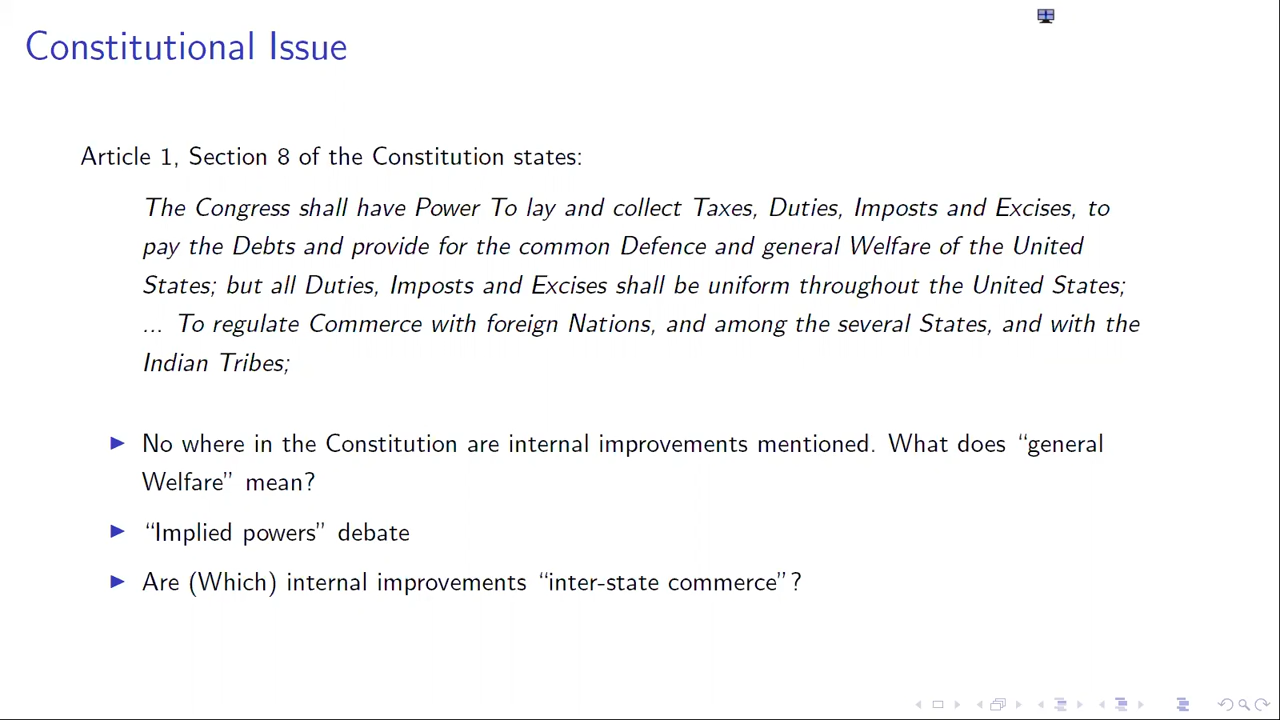 Constitutional Issue
Article 1, Section 8 of the Constitution states:
The Congress shall have Power To lay and collect Taxes, Duties, Imposts and Excises, to
pay the Debts and provide for the common Defence and general Welfare of the United
States; but all Duties, Imposts and Excises shall be uniform throughout the United States;
... To regulate Commerce with foreign Nations, and among the several States, and with the
Indian Tribes;
No where in the Constitution are internal improvements mentioned. What does “general
Welfare” mean?
“Implied powers” debate
Are (Which) internal improvements “inter-state commerce”?